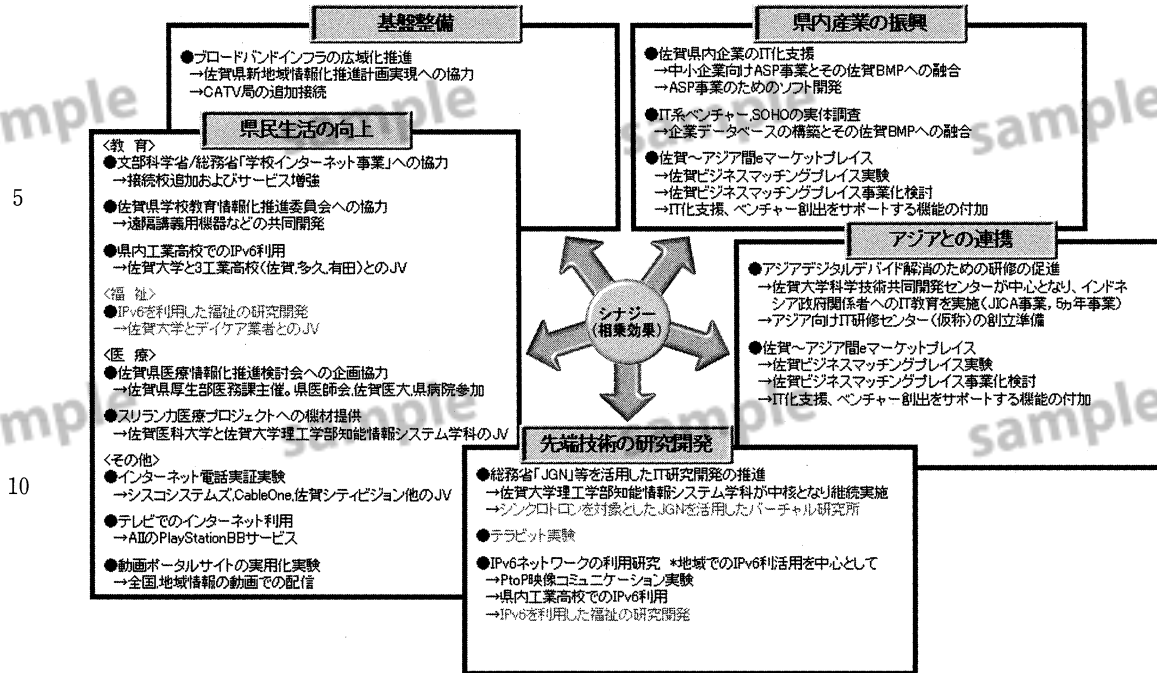 基盤整備
●ブロードバンドインフラの広域化推進
→佐賀県新地域情報化推進計画実現への協力
→CATV局の追加接続
県民生活の向上
<教 育>
●文部科学省/総務省「学校インターネット事業」への協力
→接続校追加およびサービス増強
●佐賀県学校教育情報化推進委員会への協力
→遠隔講義用機器などの共同開発
●県内工業高校でのIPv6利用
→佐賀大学と3工業高校(佐賀,多久,有田)とのJV
<福 祉>
●IPv6を利用した福祉の研究開発
→佐賀大学とデイケア業者とのJV
<医 療>
●佐賀県医療情報化推進検討会への企画協力
→佐賀県厚生部医務課主催。県医師会,佐賀医大,県病院参加
●スリランカ医療プロジェクトへの機材提供
→佐賀医科大学と佐賀大学理工学部知能情報システム学科のJV
<その他>
●インターネット電話実証実験
→シスコシステムズ,CableOne,佐賀シティビジョン他のJV
●テレビでのインターネット利用
→AIIのPlayStationBBサービス
●動画ポータルサイトの実用化実験
→全国,地域情報の動画での配信
県内産業の振興
●佐賀県内企業のIT化支援
→中小企業向けASP事業とその佐賀BMPへの融合
→ASP事業のためのソフト開発
●IT系ベンチャー,SOHOの実体調査
→企業データベースの構築とその佐賀BMPへの融合
●佐賀～アジア間eマーケットプレイス
→佐賀ビジネスマッチングプレイス実験
→佐賀ビジネスマッチングプレイス事業化検討
→IT化支援、ベンチャー創出をサポートする機能の付加
アジアとの連携
●アジアデジタルデバイド解消のための研修の促進
→佐賀大学科学技術共同開発センターが中心となり、インドネ
シア政府関係者へのIT教育を実施(JICA事業,5ヵ年事業)
→アジア向けIT研修センター(仮称)の創立準備
●佐賀～アジア間eマーケットプレイス
→佐賀ビジネスマッチングプレイス実験
→佐賀ビジネスマッチングプレイス事業化検討
→IT化支援、ベンチャー創出をサポートする機能の付加
シナジー
(相乗効果)
先端技術の研究開発
●総務省「JGN」等を活用したIT研究開発の推進
→佐賀大学理工学部知能情報システム学科が中核となり継続実施
→シンクロトロンを対象としたJGNを活用したバーチャル研究所
●テラビット実験
●IPv6ネットワークの利用研究 *地域でのIPv6利活用を中心として
→PtoP映像コミュニケーション実験
→県内工業高校でのIPv6利用
→IPv6を利用した福祉の研究開発
5
10
mple
sample
sample
sample
mple
sample
sample
sample